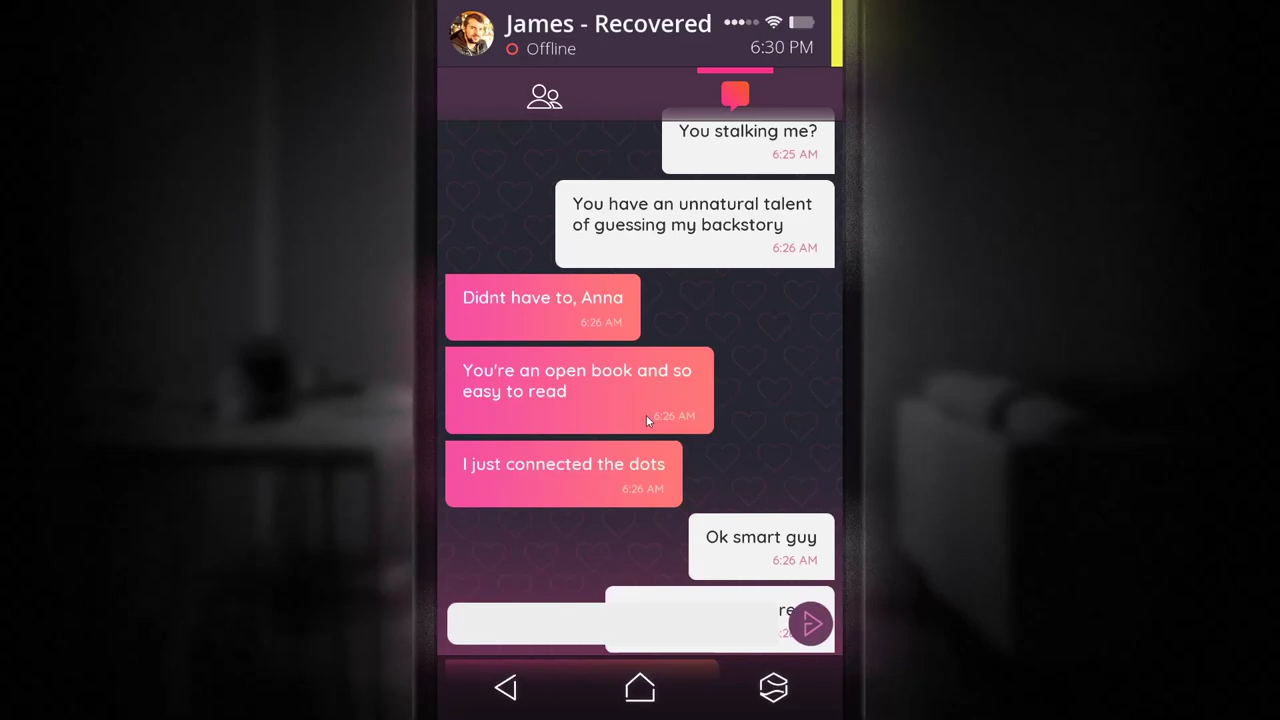 James - Recovered
Offline
6:30 PM
You stalking me?
6:25 AM
You have an unnatural talent
of guessing my backstory
6:26 AM
Didnt have to, Anna
6:26 AM
You're an open book and so
easy to read
6:26 AM
I just connected the dots
6:26 AM
Ok smart guy
6:26 AM